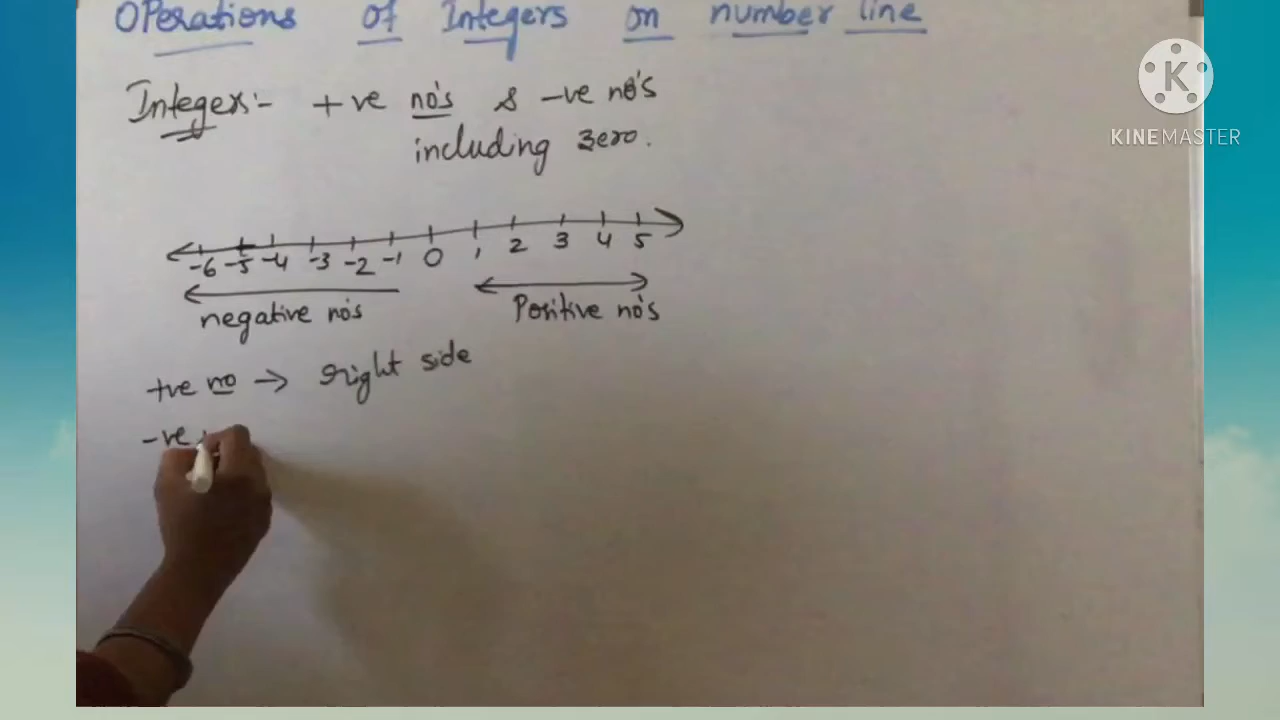 Operations of Integers on number line
Integers:- +ve no's & -ve no's
including zero.
-6 -5 -4 -3 -2 -1 0 1 2 3 4 5
negative no's Positive no's
+ve no → right side
-ve
K
KINEMASTER